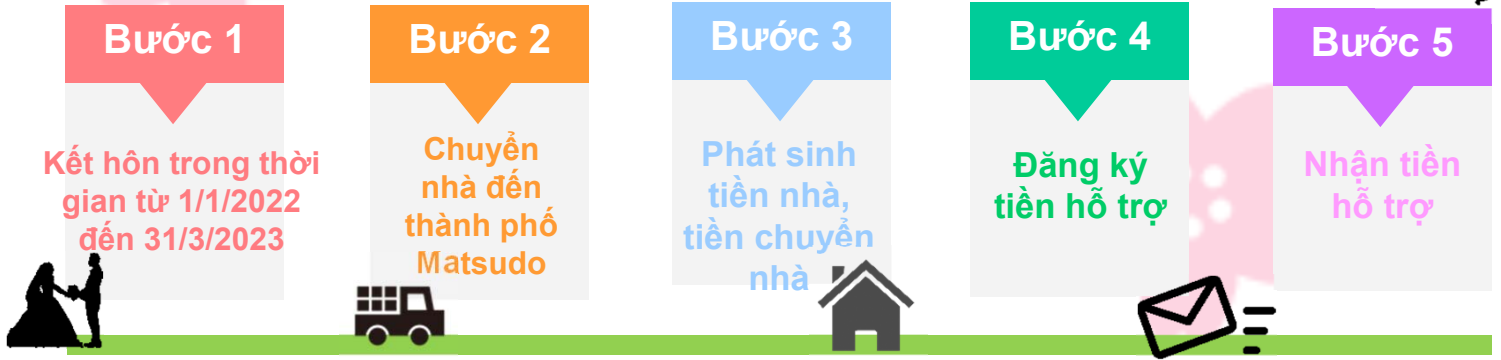 Bước 1
Kết hôn trong thời
gian từ 1/1/2022
đến 31/3/2023
Bước 2
Chuyển
nhà đến
thành phố
Matsudo
Bước 3
Phát sinh
tiền nhà,
tiền chuyển
nhà
Bước 4
Đăng ký
tiền hỗ trợ
Bước 5
Nhận tiền
hỗ trợ